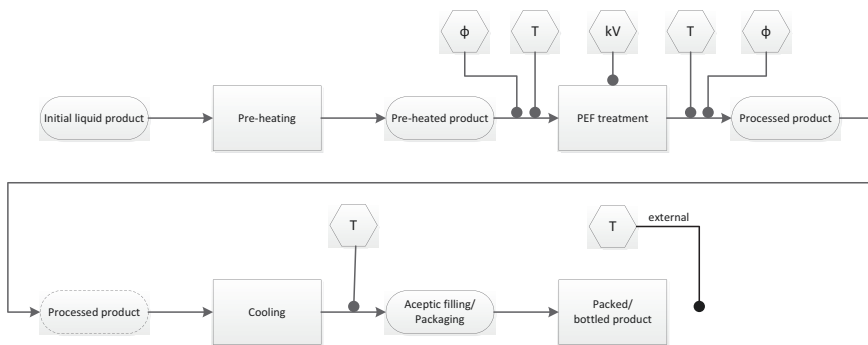 ϕ
T
kV
T
ϕ
Initial liquid product
Pre-heating
Pre-heated product
PEF treatment
Processed product
T
T
external
Processed product
Cooling
Aceptic filling/
Packaging
Packed/
bottled product